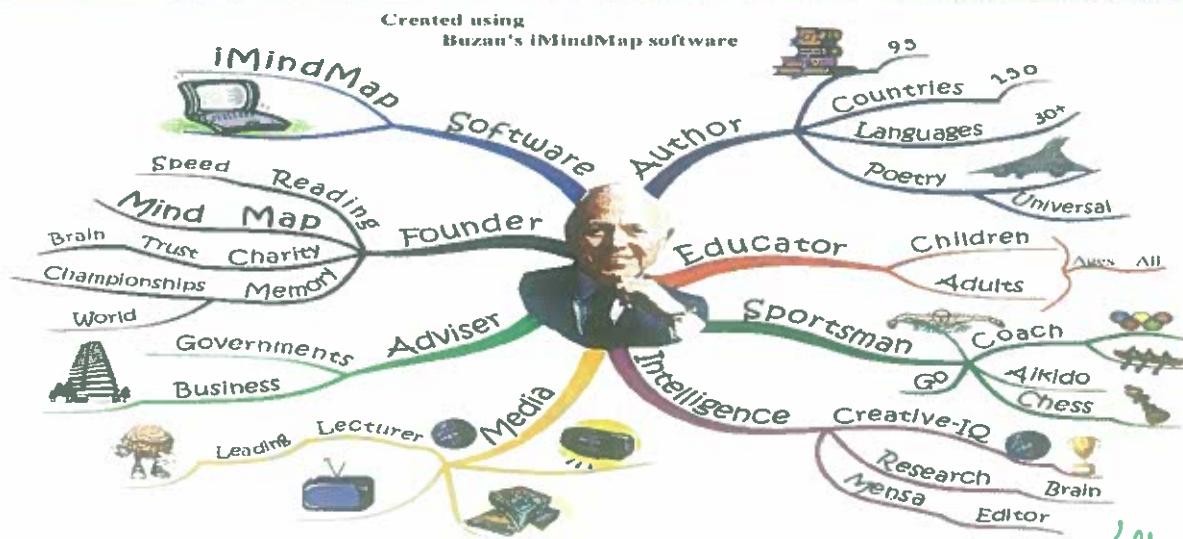 Created using
Buzan's iMindMap software
iMindMap
Software
Speed
Reading
Mind Map
Brain Trust Charity
Championships Memory
World
Founder
Governments
Business
Adviser
Leading Lecturer
Media
Author
95
Countries 150
Languages 30+
Poetry
Universal
Educator
Children
Adults
Ages All
Sportsman
Coach
Aikido
Chess
Go
Intelligence
Creative-IQ
Research Brain
Mensa Editor